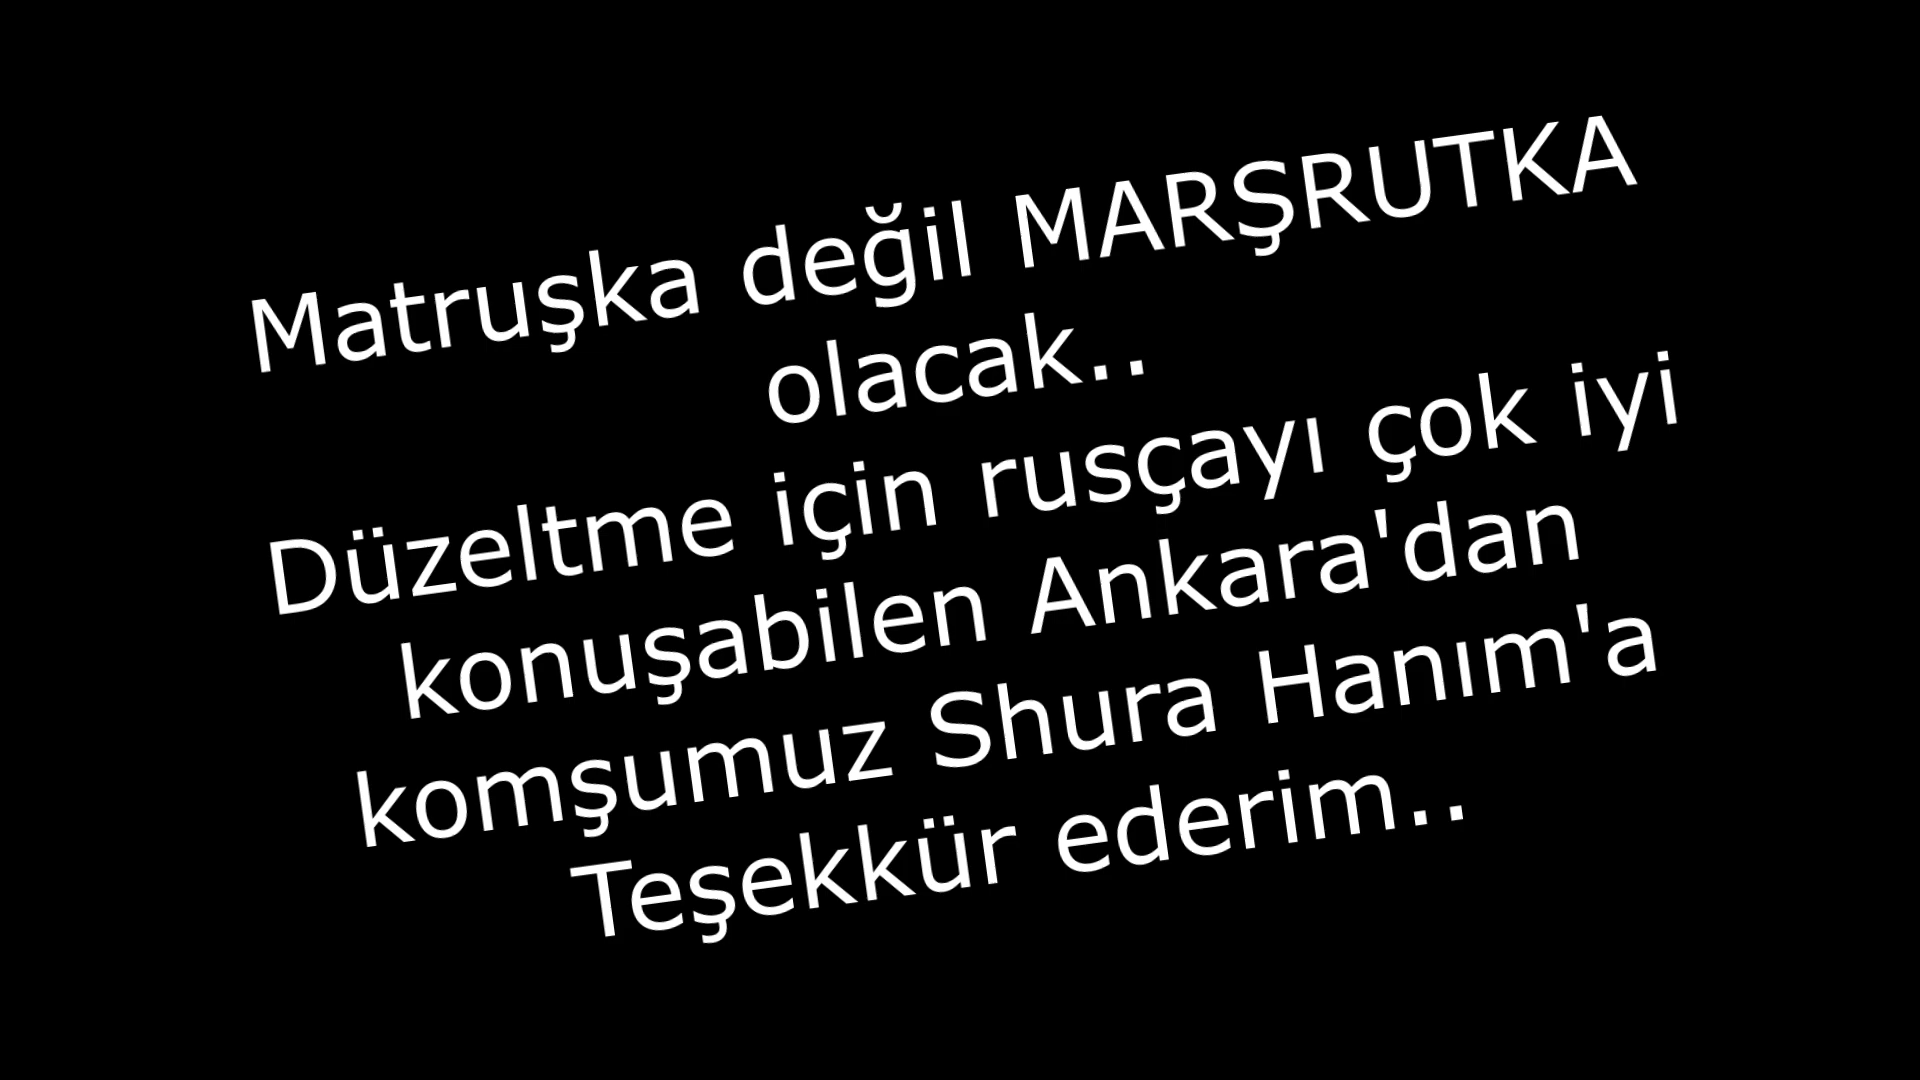 Matruşka değil MARŞRUTKA
olacak..
Düzeltme için rusçayı çok iyi
konuşabilen Ankara'dan
komşumuz Shura Hanım'a
Teşekkür ederim..